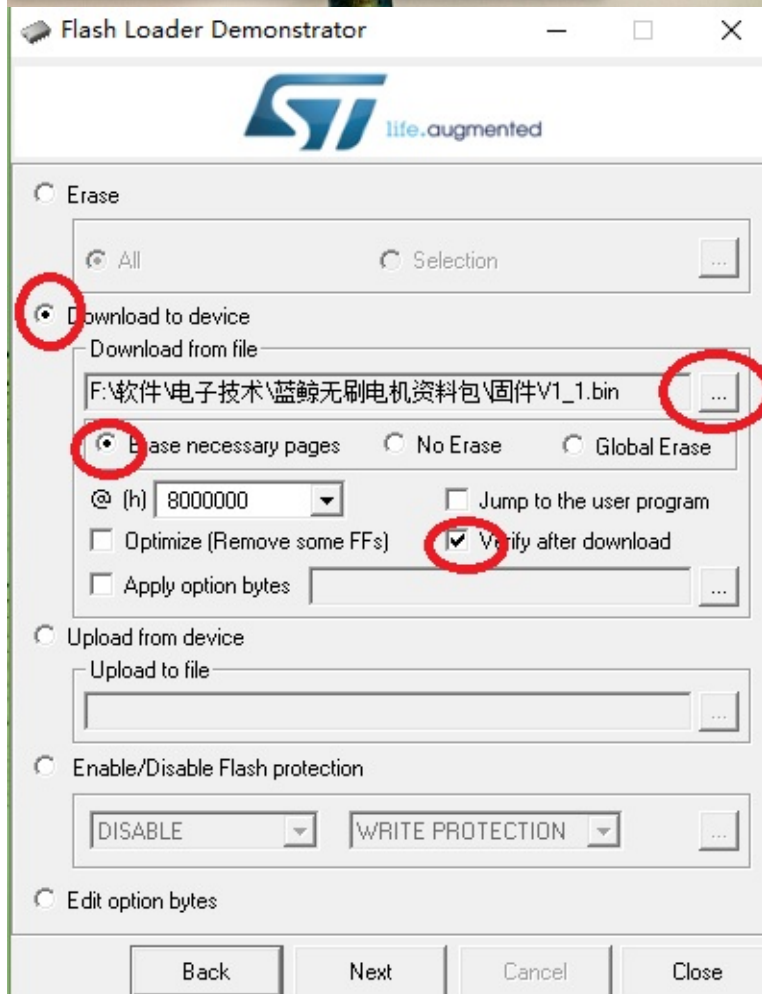 Flash Loader Demonstrator
ST life.augmented
Erase
All Selection ...
Download to device
Download from file
F:\软件\电子技术\蓝鲸无刷电机资料包\固件V1_1.bin ...
Erase necessary pages No Erase Global Erase
@ (h) 8000000 Jump to the user program
Optimize (Remove some FFs) Verify after download
Apply option bytes ...
Upload from device
Upload to file
...
Enable/Disable Flash protection
DISABLE WRITE PROTECTION ...
Edit option bytes
Back Next Cancel Close